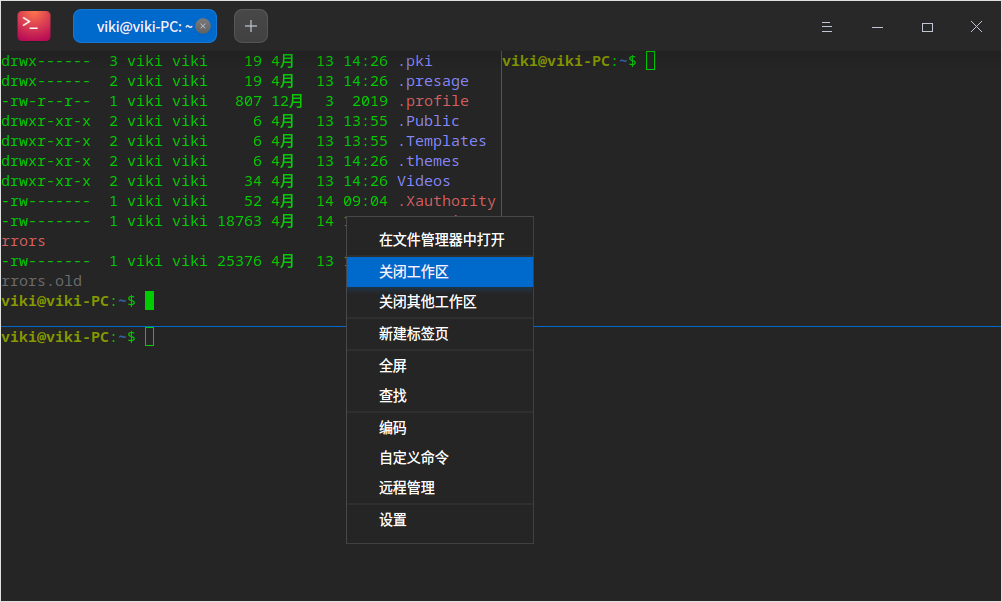 >_
viki@viki-PC: ~
drwx------  3 viki viki    19 4月  13 14:26 .pki
drwx------  2 viki viki    19 4月  13 14:26 .presage
-rw-r--r--  1 viki viki   807 12月  3  2019 .profile
drwxr-xr-x  2 viki viki     6 4月  13 13:55 .Public
drwxr-xr-x  2 viki viki     6 4月  13 13:55 .Templates
drwxr-xr-x  2 viki viki     6 4月  13 14:26 .themes
drwxr-xr-x  2 viki viki    34 4月  13 14:26 Videos
-rw-------  1 viki viki    52 4月  14 09:04 .Xauthority
-rw-------  1 viki viki 18763 4月  14
rrors
-rw-------  1 viki viki 25376 4月  13
rrors.old
viki@viki-PC:~$
viki@viki-PC:~$
viki@viki-PC:~$
在文件管理器中打开
关闭工作区
关闭其他工作区
新建标签页
全屏
查找
编码
自定义命令
远程管理
设置